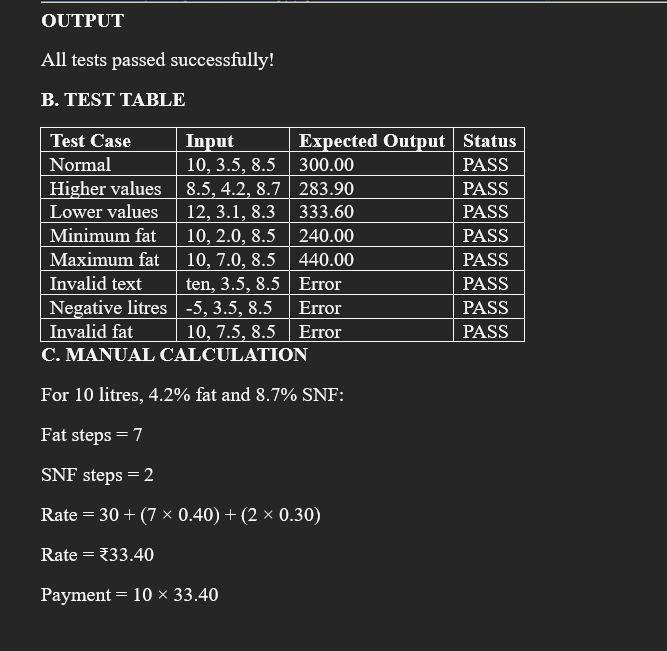 OUTPUT
All tests passed successfully!
B. TEST TABLE
Test Case Input Expected Output Status
Normal 10, 3.5, 8.5 300.00 PASS
Higher values 8.5, 4.2, 8.7 283.90 PASS
Lower values 12, 3.1, 8.3 333.60 PASS
Minimum fat 10, 2.0, 8.5 240.00 PASS
Maximum fat 10, 7.0, 8.5 440.00 PASS
Invalid text ten, 3.5, 8.5 Error PASS
Negative litres -5, 3.5, 8.5 Error PASS
Invalid fat 10, 7.5, 8.5 Error PASS
C. MANUAL CALCULATION
For 10 litres, 4.2% fat and 8.7% SNF:
Fat steps = 7
SNF steps = 2
Rate = 30 + (7 × 0.40) + (2 × 0.30)
Rate = ₹33.40
Payment = 10 × 33.40